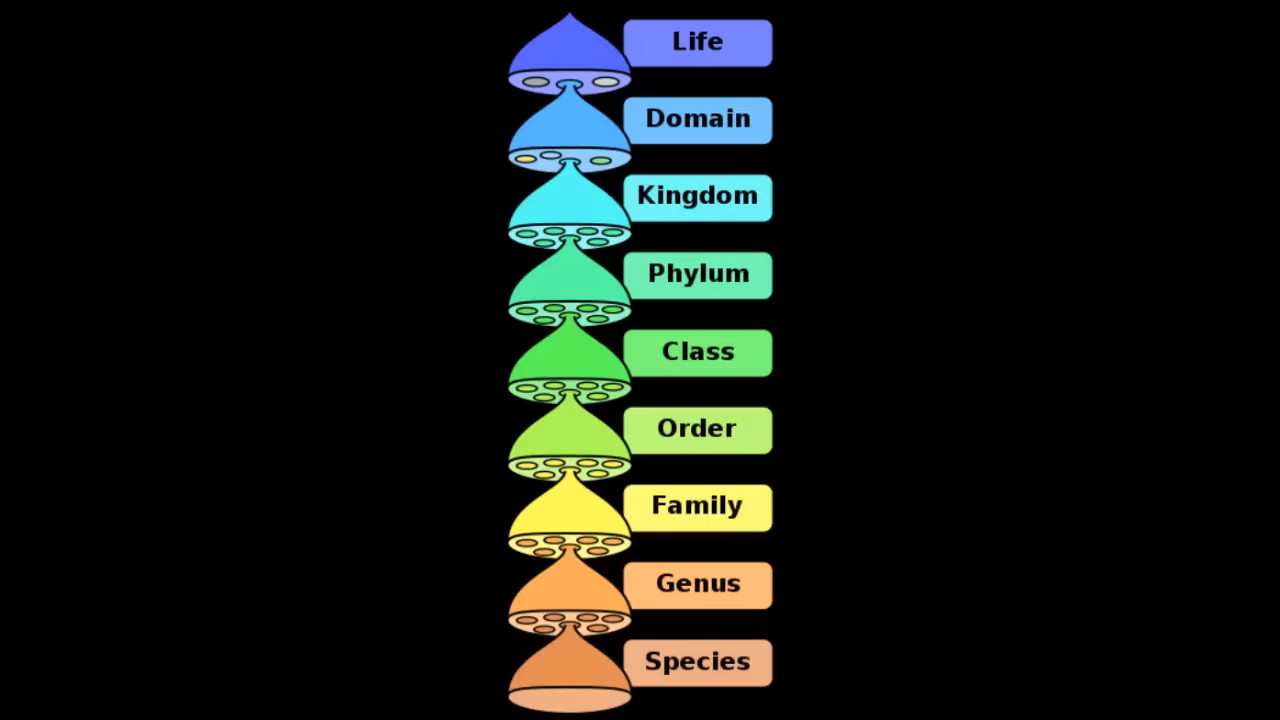 Life
Domain
Kingdom
Phylum
Class
Order
Family
Genus
Species